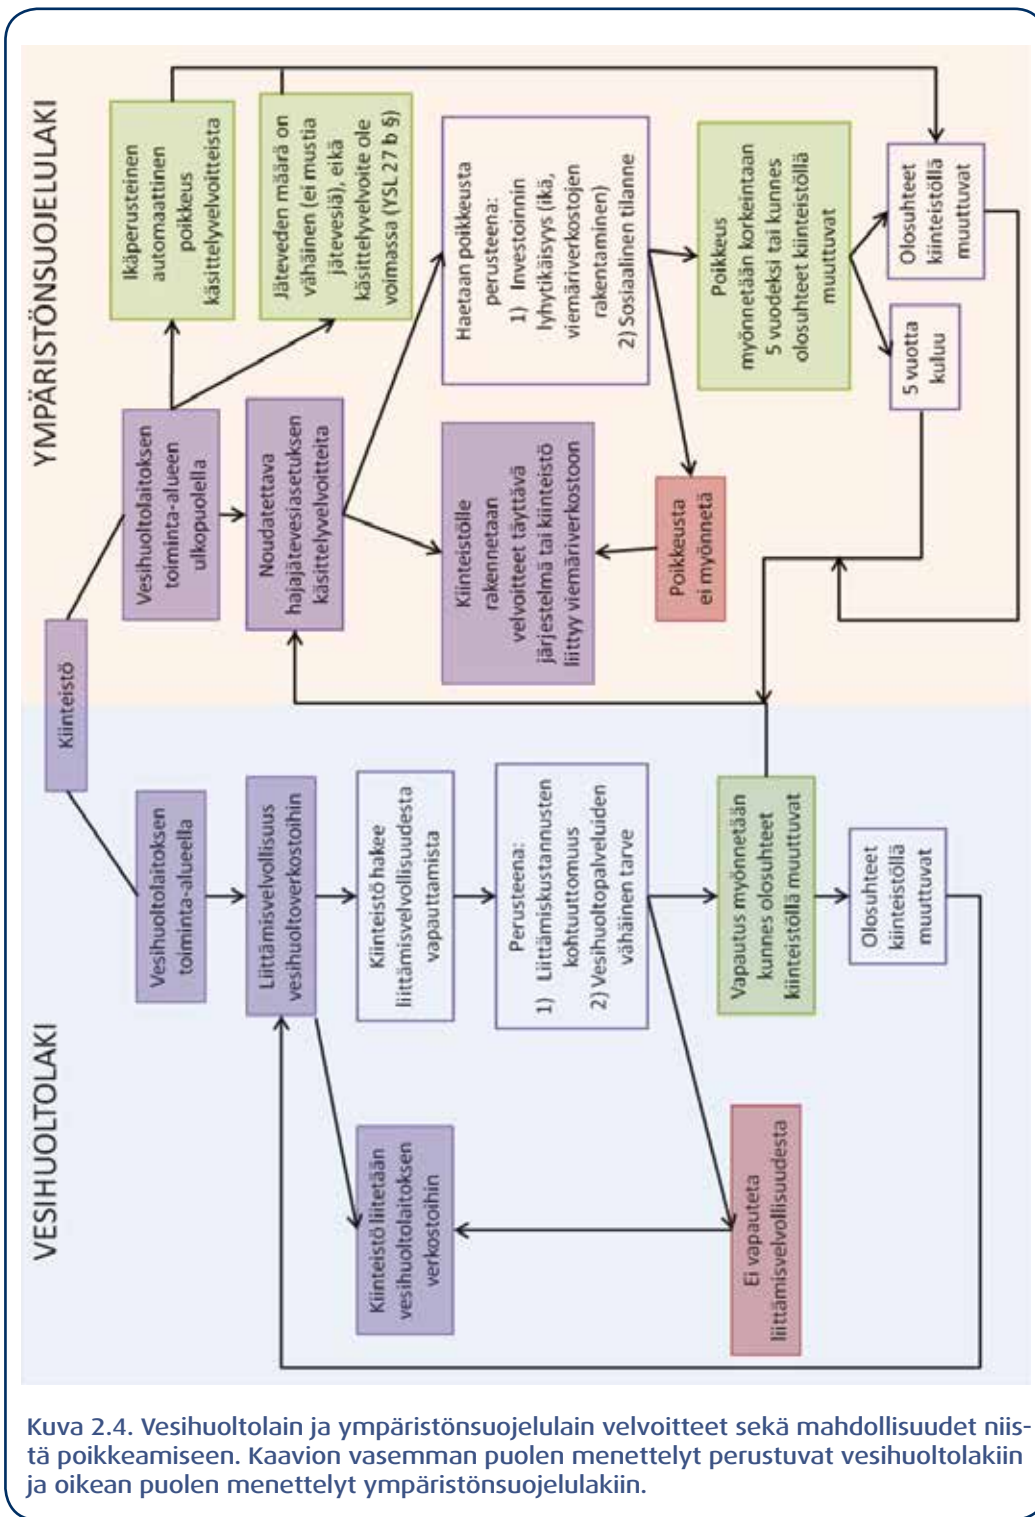 VESIHUOLTOLAKI
YMPÄRISTÖNSUOJELULAKI
Kiinteistö
Vesihuoltolaitoksen
toiminta-alueella
Liittämisvelvollisuus
vesihuoltoverkostoihin
Kiinteistö hakee
liittämisvelvollisuudesta
vapauttamista
Kiinteistö liitetään
vesihuoltolaitoksen
verkostoihin
Perusteena:
1) Liittämiskustannusten
kohtuuttomuus
2) Vesihuoltopalveluiden
vähäinen tarve
Ei vapauteta
liittämisvelvollisuudesta
Vapautus myönnetään
kunnes olosuhteet
kiinteistöllä muuttuvat
Olosuhteet
kiinteistöllä
muuttuvat
Vesihuoltolaitoksen
toiminta-alueen
ulkopuolella
Ikäperusteinen
automaattinen
poikkeus
käsittelyvelvoitteista
Jäteveden määrä on
vähäinen (ei mustia
jätevesiä), eikä
käsittelyvelvoite ole
voimassa (YSL 27 b §)
Noudatettava
hajajätevesiasetuksen
käsittelyvelvoitteita
Kiinteistölle
rakennetaan
velvoitteet täyttävä
järjestelmä tai kiinteistö
liittyy viemäriverkostoon
Haetaan poikkeusta
perusteena:
1) Investoinnin
lyhytikäisyys (ikä,
viemäriverkostojen
rakentaminen)
2) Sosiaalinen tilanne
Poikkeusta
ei myönnetä
Poikkeus
myönnetään korkeintaan
5 vuodeksi tai kunnes
olosuhteet kiinteistöllä
muuttuvat
5 vuotta
kuluu
Olosuhteet
kiinteistöllä
muuttuvat
Kuva 2.4. Vesihuoltolain ja ympäristönsuojelulain velvoitteet sekä mahdollisuudet niis-
tä poikkeamiseen. Kaavion vasemman puolen menettelyt perustuvat vesihuoltolakiin
ja oikean puolen menettelyt ympäristönsuojelulakiin.